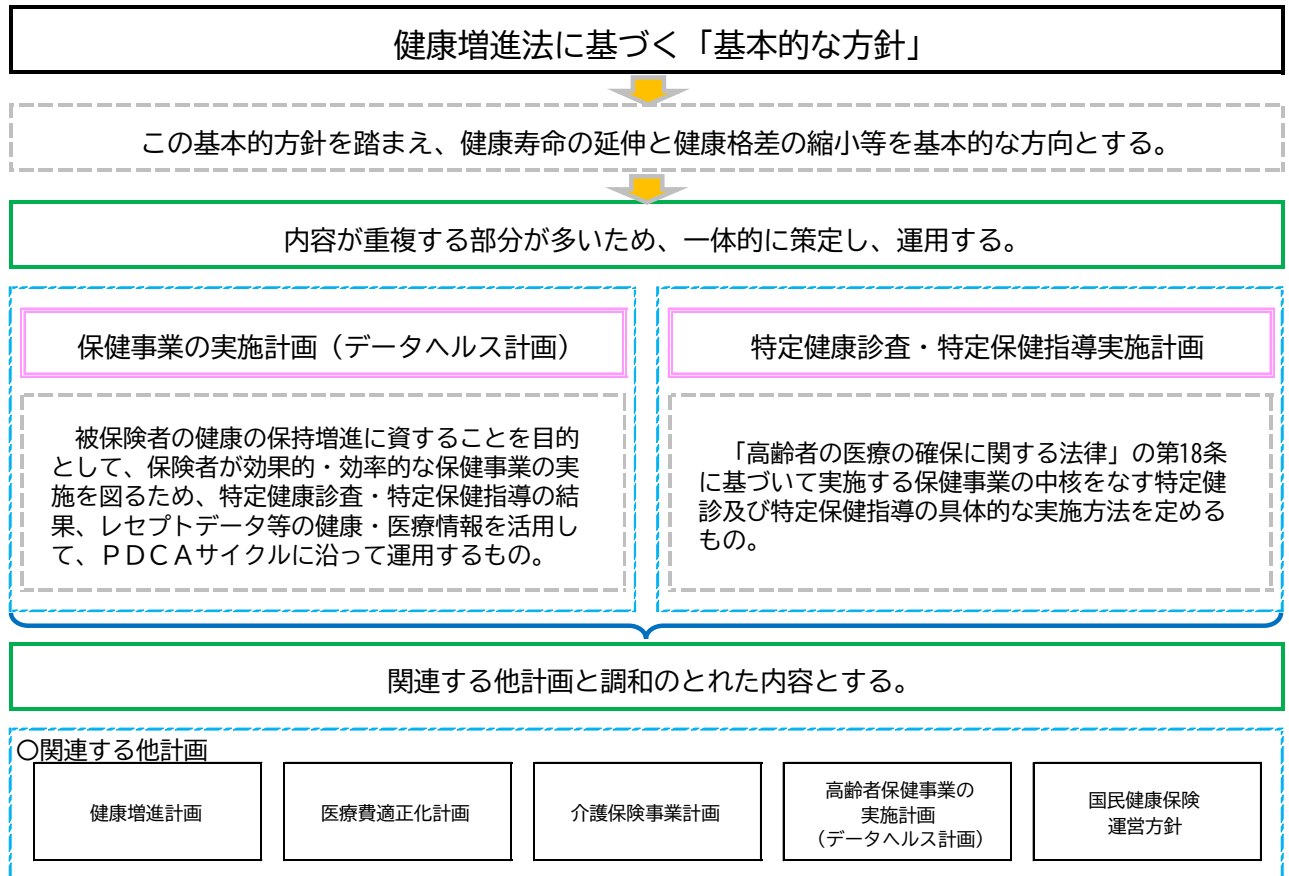 健康増進法に基づく「基本的な方針」
この基本的方針を踏まえ、健康寿命の延伸と健康格差の縮小等を基本的な方向とする。
内容が重複する部分が多いため、一体的に策定し、運用する。
保健事業の実施計画（データヘルス計画）
被保険者の健康の保持増進に資することを目的
として、保険者が効果的・効率的な保健事業の実
施を図るため、特定健康診査・特定保健指導の結
果、レセプトデータ等の健康・医療情報を活用し
て、ＰＤＣＡサイクルに沿って運用するもの。
特定健康診査・特定保健指導実施計画
「高齢者の医療の確保に関する法律」の第18条
に基づいて実施する保健事業の中核をなす特定健
診及び特定保健指導の具体的な実施方法を定める
もの。
関連する他計画と調和のとれた内容とする。
〇関連する他計画
健康増進計画
医療費適正化計画
介護保険事業計画
高齢者保健事業の
実施計画
（データヘルス計画）
国民健康保険
運営方針